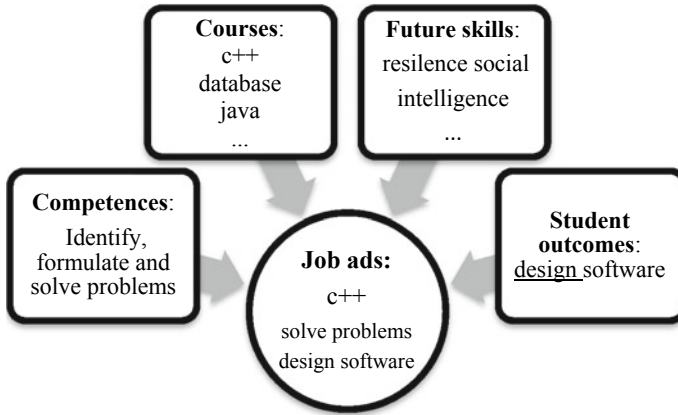 Courses:
c++
database
java
...
Future skills:
resilence social
intelligence
...
Competences:
Identify,
formulate and
solve problems
Student
outcomes:
design software
Job ads:
c++
solve problems
design software